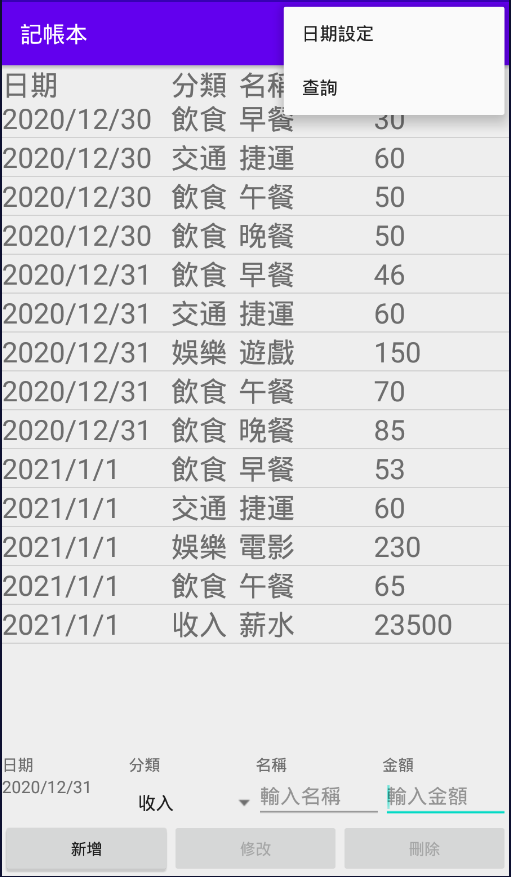 記帳本
日期設定
查詢
日期 分類 名稱
2020/12/30 飲食 早餐 30
2020/12/30 交通 捷運 60
2020/12/30 飲食 午餐 50
2020/12/30 飲食 晚餐 50
2020/12/31 飲食 早餐 46
2020/12/31 交通 捷運 60
2020/12/31 娛樂 遊戲 150
2020/12/31 飲食 午餐 70
2020/12/31 飲食 晚餐 85
2021/1/1 飲食 早餐 53
2021/1/1 交通 捷運 60
2021/1/1 娛樂 電影 230
2021/1/1 飲食 午餐 65
2021/1/1 收入 薪水 23500
日期 分類 名稱 金額
2020/12/31 收入 輸入名稱 輸入金額
新增 修改 刪除